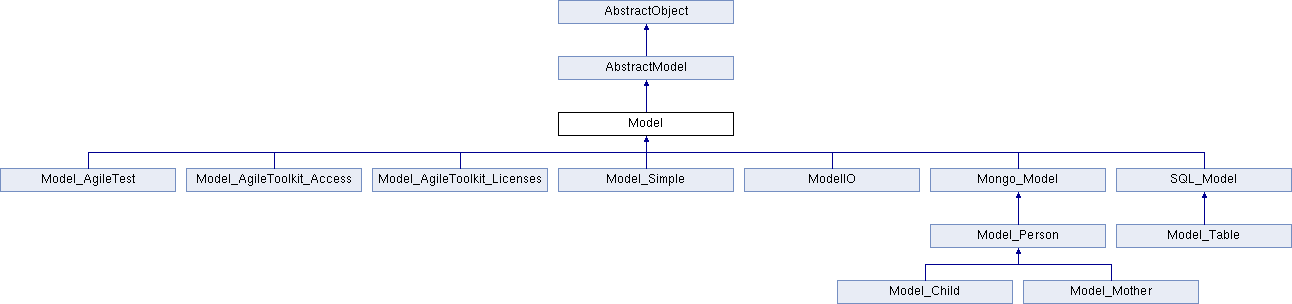 AbstractObject
AbstractModel
Model
Model_AgileTest
Model_AgileToolkit_Access
Model_AgileToolkit_Licenses
Model_Simple
ModelIO
Mongo_Model
SQL_Model
Model_Person
Model_Table
Model_Child
Model_Mother